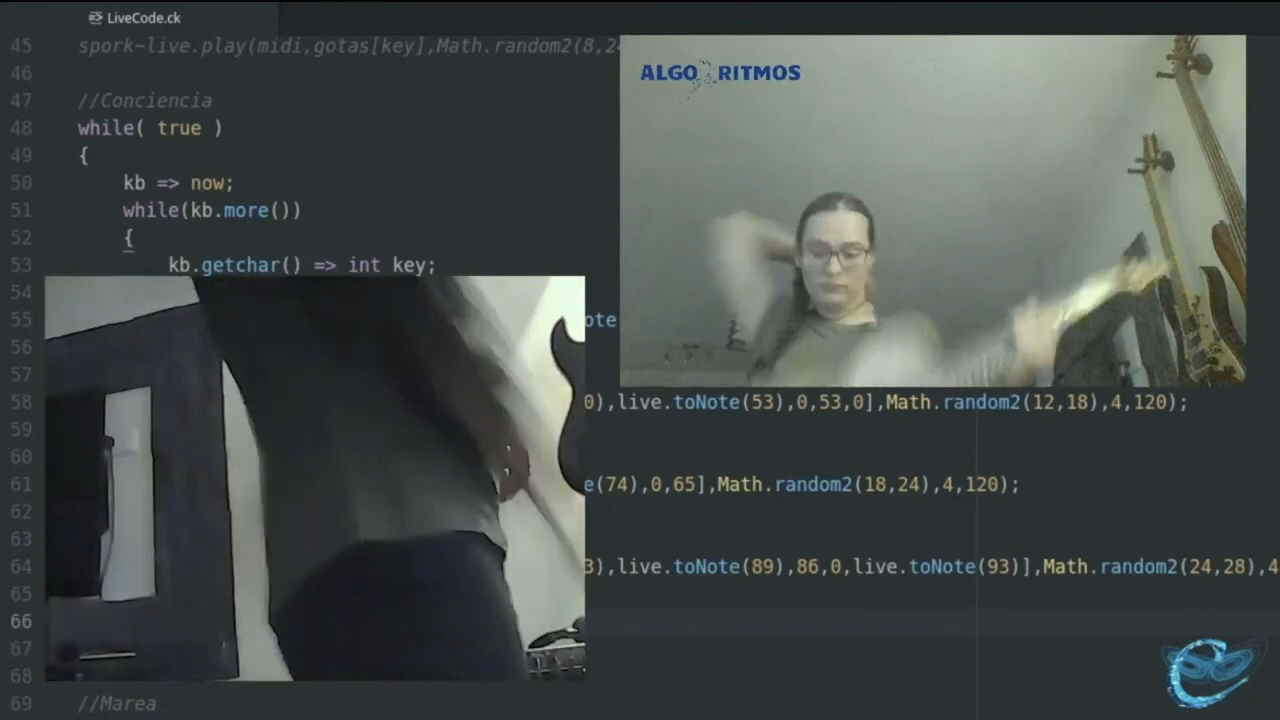 LiveCode.ck
45 spork~live.play(midi,gotas[key],Math.random2(8,2
ALGO RITMOS
46
47 //Conciencia
48 while( true )
49 {
50 kb => now;
51 while(kb.more())
52 {
53 kb.getchar() => int key;
54
55 ote
56
57
58 0),live.toNote(53),0,53,0],Math.random2(12,18),4,120);
59
60
61 e(74),0,65],Math.random2(18,24),4,120);
62
63
64 3),live.toNote(89),86,0,live.toNote(93)],Math.random2(24,28),4
65
66
67
68
69 //Marea